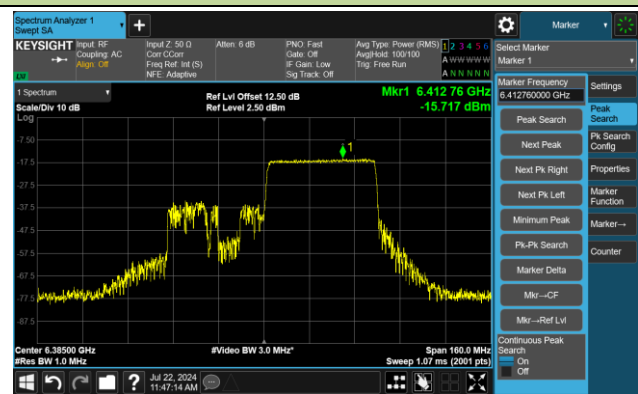 Spectrum Analyzer 1
Swept SA
Marker
KEYSIGHT
Input: RF
Coupling: AC
Align: Off
Input Z: 50 Ω
Corr CCorr
Freq Ref: Int (S)
NFE: Adaptive
Atten: 6 dB
PNO: Fast
Gate: Off
IF Gain: Low
Sig Track: Off
Avg Type: Power (RMS)
Avg|Hold: 100/100
Trig: Free Run
1 2 3 4 5 6
A W W W W W
A N N N N N
LXI
1 Spectrum
Scale/Div 10 dB
Log
Ref Lvl Offset 12.50 dB
Ref Level 2.50 dBm
Mkr1 6.412 76 GHz
-15.717 dBm
1
-7.50
-17.5
-27.5
-37.5
-47.5
-57.5
-67.5
-77.5
-87.5
Center 6.38500 GHz
#Res BW 1.0 MHz
#Video BW 3.0 MHz*
Span 160.0 MHz
Sweep 1.07 ms (2001 pts)
Jul 22, 2024
11:47:14 AM
Select Marker
Marker 1
Marker Frequency
6.412760000 GHz
Peak Search
Next Peak
Next Pk Right
Next Pk Left
Minimum Peak
Pk-Pk Search
Marker Delta
Mkr→CF
Mkr→Ref Lvl
Continuous Peak
Search
On
Off
Settings
Peak
Search
Pk Search
Config
Properties
Marker
Function
Marker→
Counter